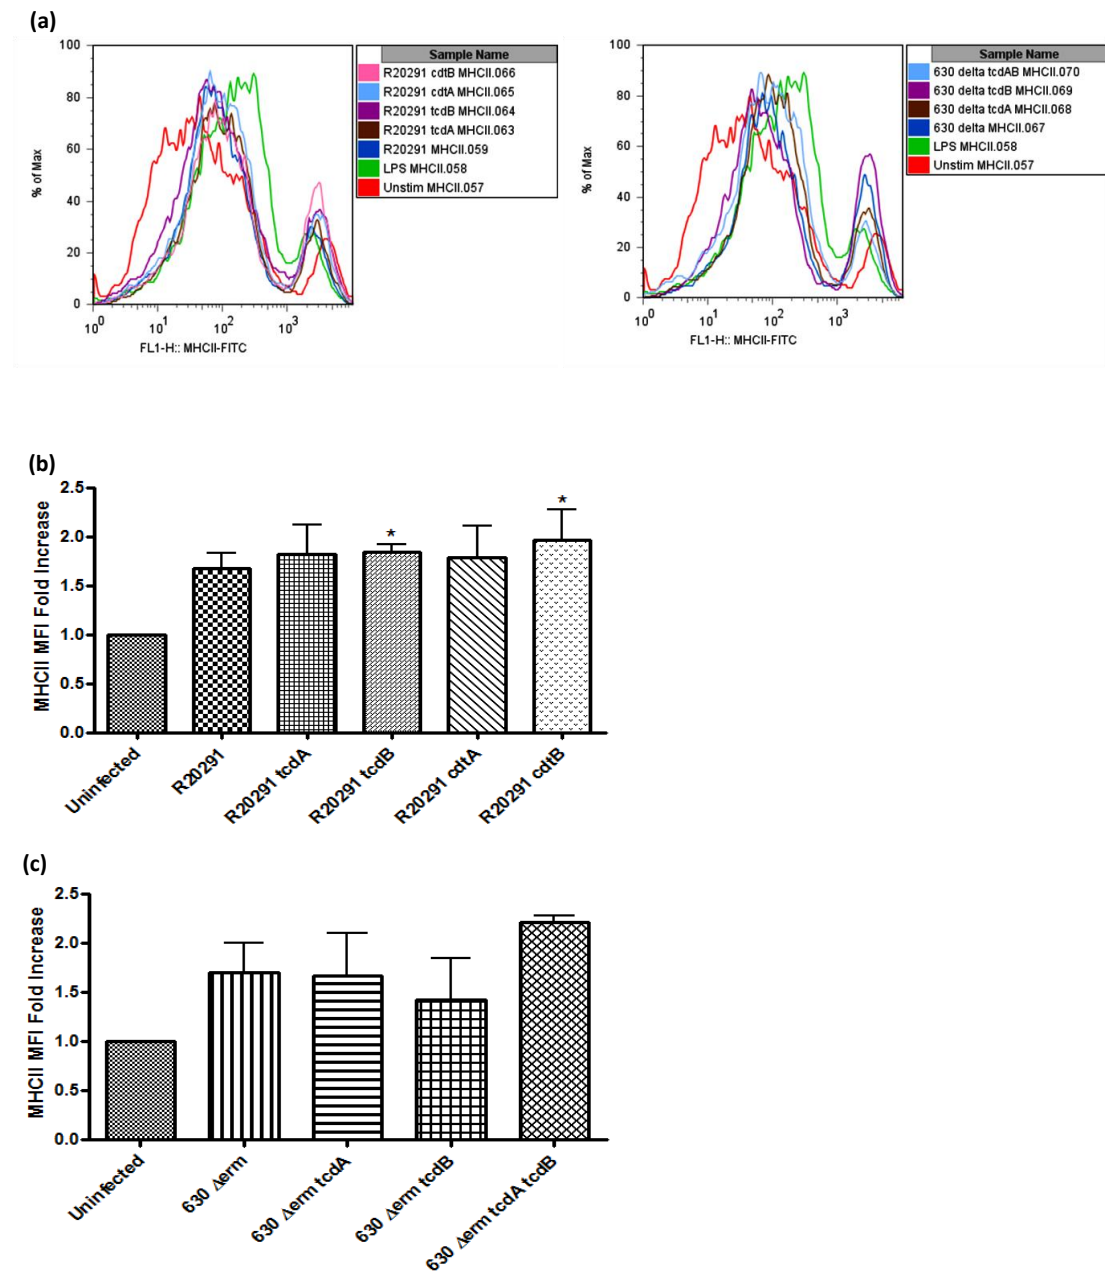 (a)
100
80
60
40
20
0
% of Max
10^0 10^1 10^2 10^3
FL1-H:: MHCII-FITC
Sample Name
R20291 cdtB MHCII.066
R20291 cdtA MHCII.065
R20291 tcdB MHCII.064
R20291 tcdA MHCII.063
R20291 MHCII.059
LPS MHCII.058
Unstim MHCII.057
100
80
60
40
20
0
% of Max
10^0 10^1 10^2 10^3
FL1-H:: MHCII-FITC
Sample Name
630 delta tcdAB MHCII.070
630 delta tcdB MHCII.069
630 delta tcdA MHCII.068
630 delta MHCII.067
LPS MHCII.058
Unstim MHCII.057
(b)
MHCII MFI Fold Increase
2.5
2.0
1.5
1.0
0.5
0.0
* *
Uninfected
R20291
R20291 tcdA
R20291 tcdB
R20291 cdtA
R20291 cdtB
(c)
MHCII MFI Fold Increase
2.5
2.0
1.5
1.0
0.5
0.0
Uninfected
630 Δerm
630 Δerm tcdA
630 Δerm tcdB
630 Δerm tcdA tcdB